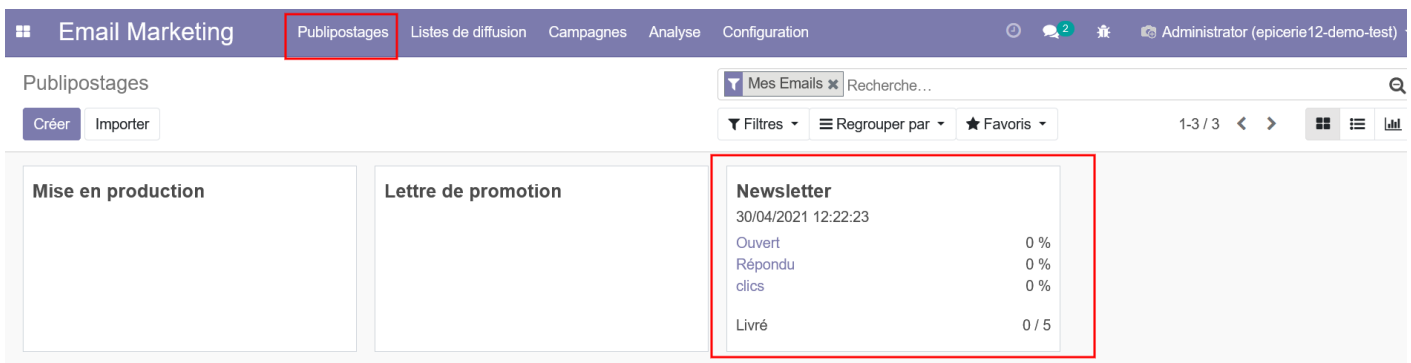 Email Marketing Publipostages Listes de diffusion Campagnes Analyse Configuration 2 Administrator (epicerie12-demo-test)
Publipostages Mes Emails Recherche...
Créer Importer Filtres Regrouper par Favoris 1-3 / 3
Mise en production Lettre de promotion Newsletter
30/04/2021 12:22:23
Ouvert 0 %
Répondu 0 %
clics 0 %
Livré 0 / 5